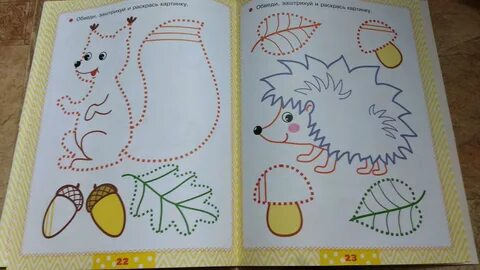 Обведи, заштрихуй и раскрась картинку.
Обведи, заштрихуй и раскрась картинку.
22
23